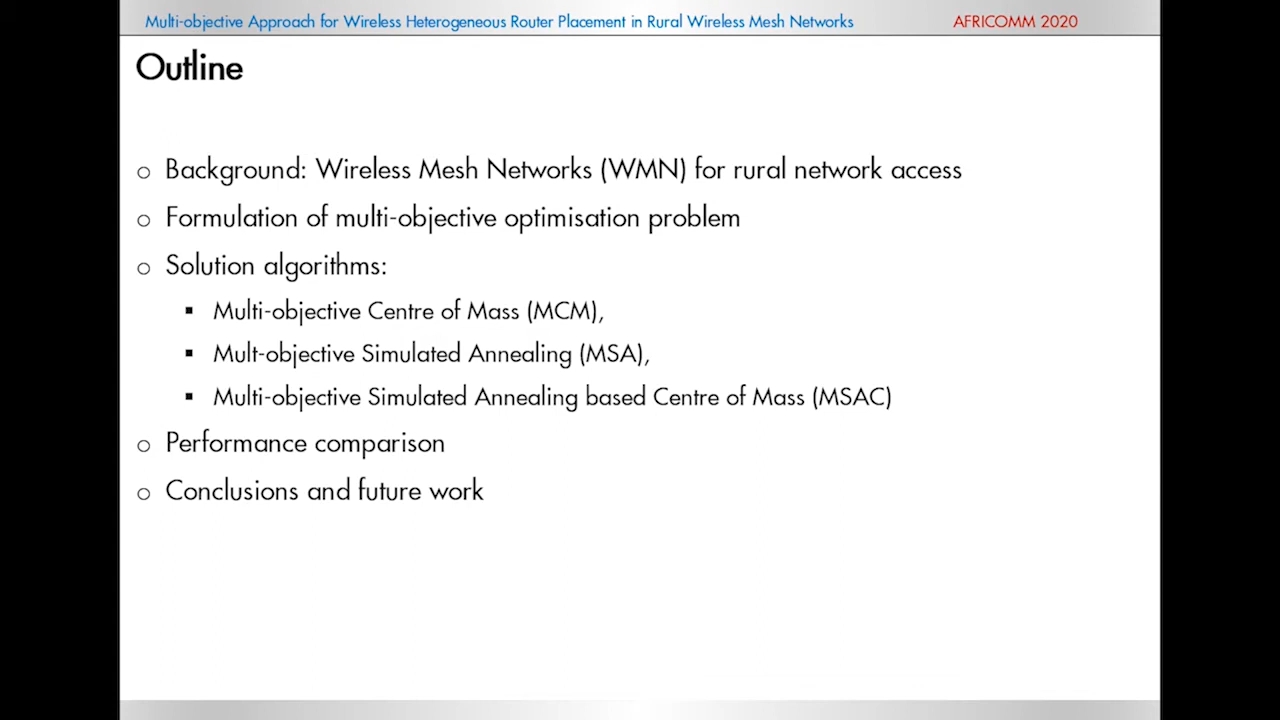 Multi-objective Approach for Wireless Heterogeneous Router Placement in Rural Wireless Mesh Networks AFRICOMM 2020
Outline
Background: Wireless Mesh Networks (WMN) for rural network access
Formulation of multi-objective optimisation problem
Solution algorithms:
Multi-objective Centre of Mass (MCM),
Mult-objective Simulated Annealing (MSA),
Multi-objective Simulated Annealing based Centre of Mass (MSAC)
Performance comparison
Conclusions and future work